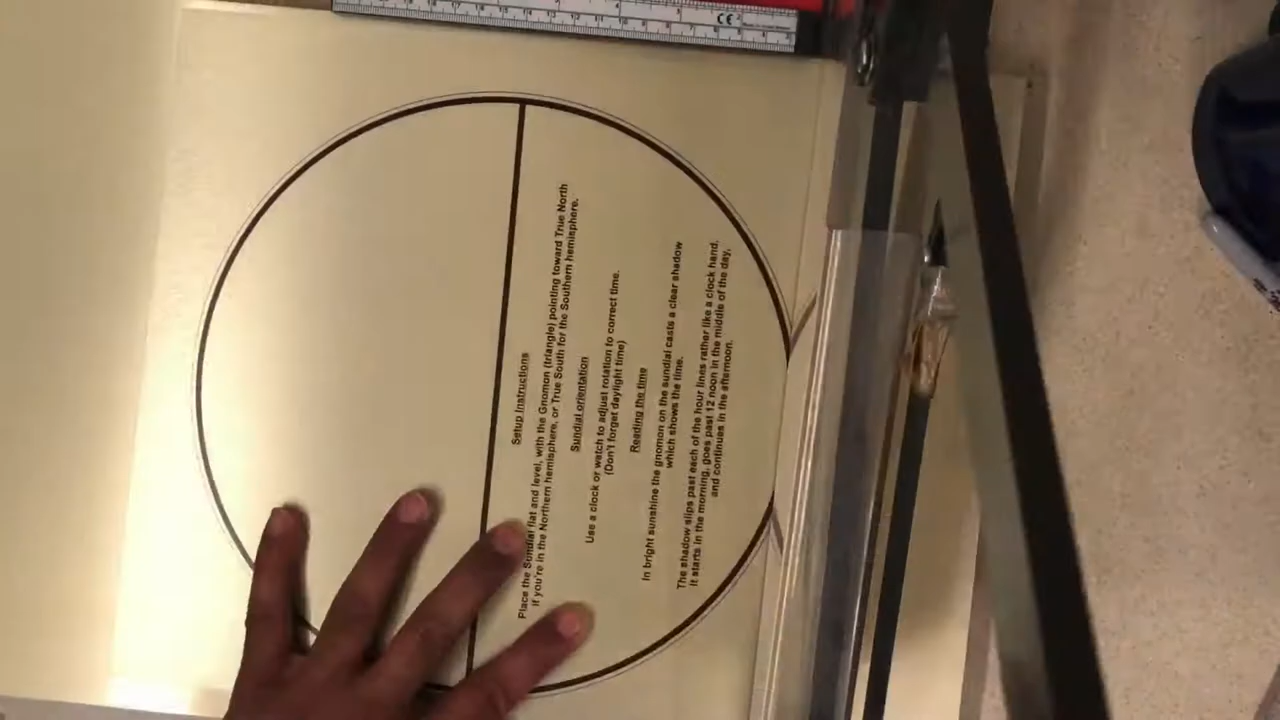 Setup Instructions
Place the Sundial flat and level, with the Gnomon (triangle) pointing toward True North
if you're in the Northern hemisphere, or True South for the Southern hemisphere.
Sundial orientation
Use a clock or watch to adjust rotation to correct time.
(Don't forget daylight time)
Reading the time
In bright sunshine the gnomon on the sundial casts a clear shadow
which shows the time.
The shadow slips past each of the hour lines rather like a clock hand.
It starts in the morning, goes past 12 noon in the middle of the day,
and continues in the afternoon.
CE